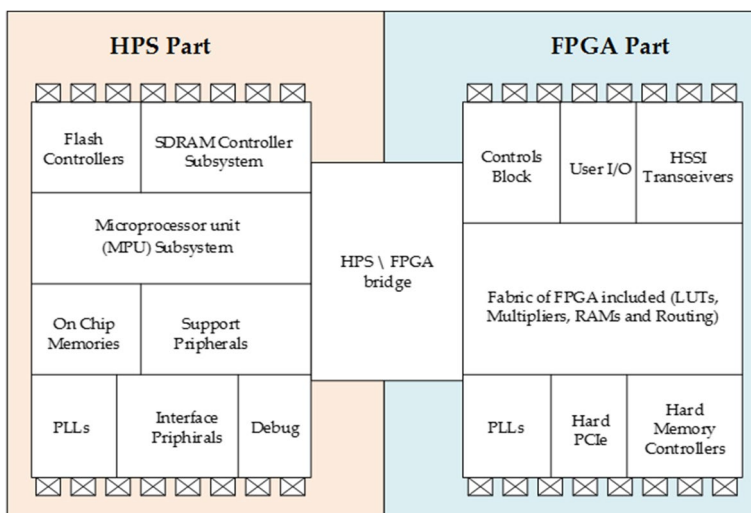 HPS Part
Flash
Controllers
SDRAM Controller
Subsystem
Microprocessor unit
(MPU) Subsystem
On Chip
Memories
Support
Pripherals
PLLs
Interface
Priphirals
Debug
HPS \ FPGA
bridge
FPGA Part
Controls
Block
User I/O
HSSI
Transceivers
Fabric of FPGA included (LUTs,
Multipliers, RAMs and Routing)
PLLs
Hard
PCIe
Hard
Memory
Controllers